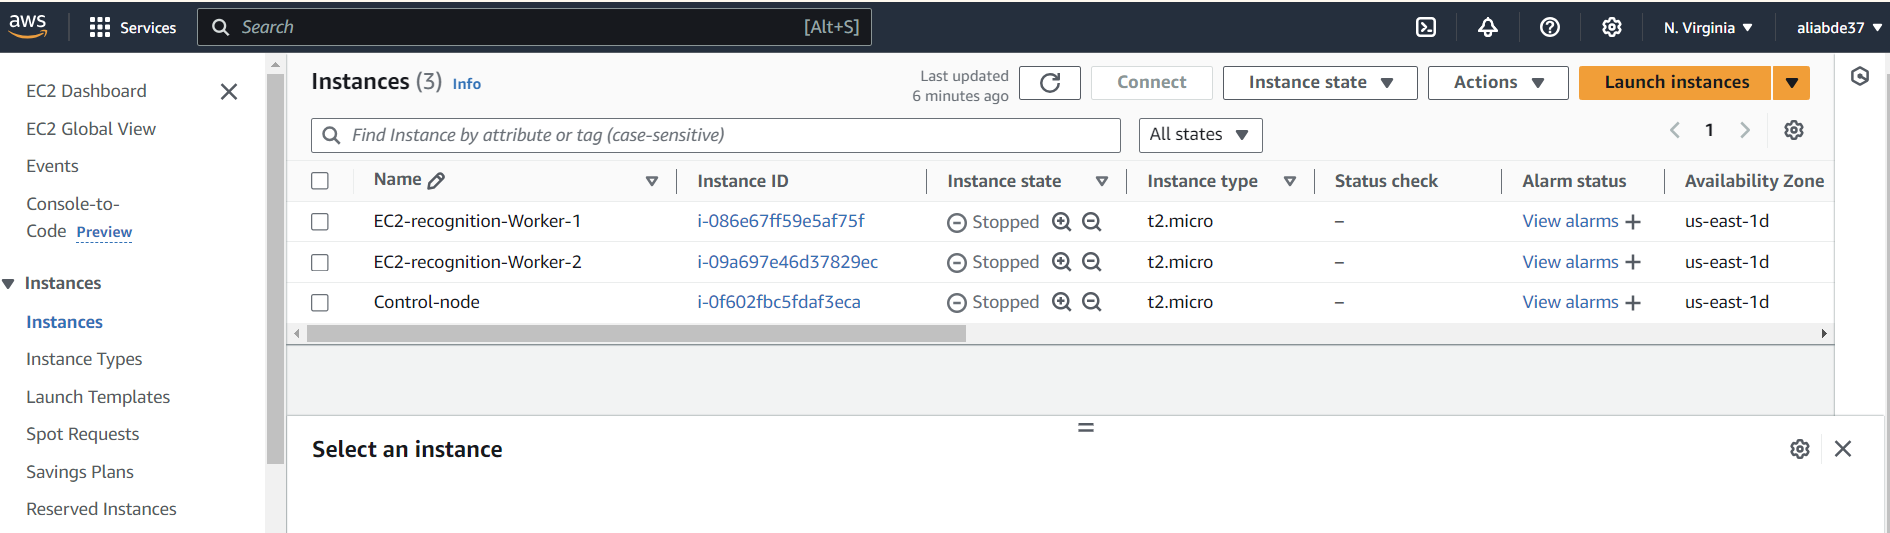 aws
Services
Search
[Alt+S]
N. Virginia
aliabde37
EC2 Dashboard
EC2 Global View
Events
Console-to-
Code Preview
Instances
Instances
Instance Types
Launch Templates
Spot Requests
Savings Plans
Reserved Instances
Instances (3) Info
Last updated
6 minutes ago
Connect
Instance state
Actions
Launch instances
Find Instance by attribute or tag (case-sensitive)
All states
1
Name Instance ID Instance state Instance type Status check Alarm status Availability Zone
EC2-recognition-Worker-1 i-086e67ff59e5af75f Stopped t2.micro – View alarms + us-east-1d
EC2-recognition-Worker-2 i-09a697e46d37829ec Stopped t2.micro – View alarms + us-east-1d
Control-node i-0f602fbc5fdaf3eca Stopped t2.micro – View alarms + us-east-1d
Select an instance